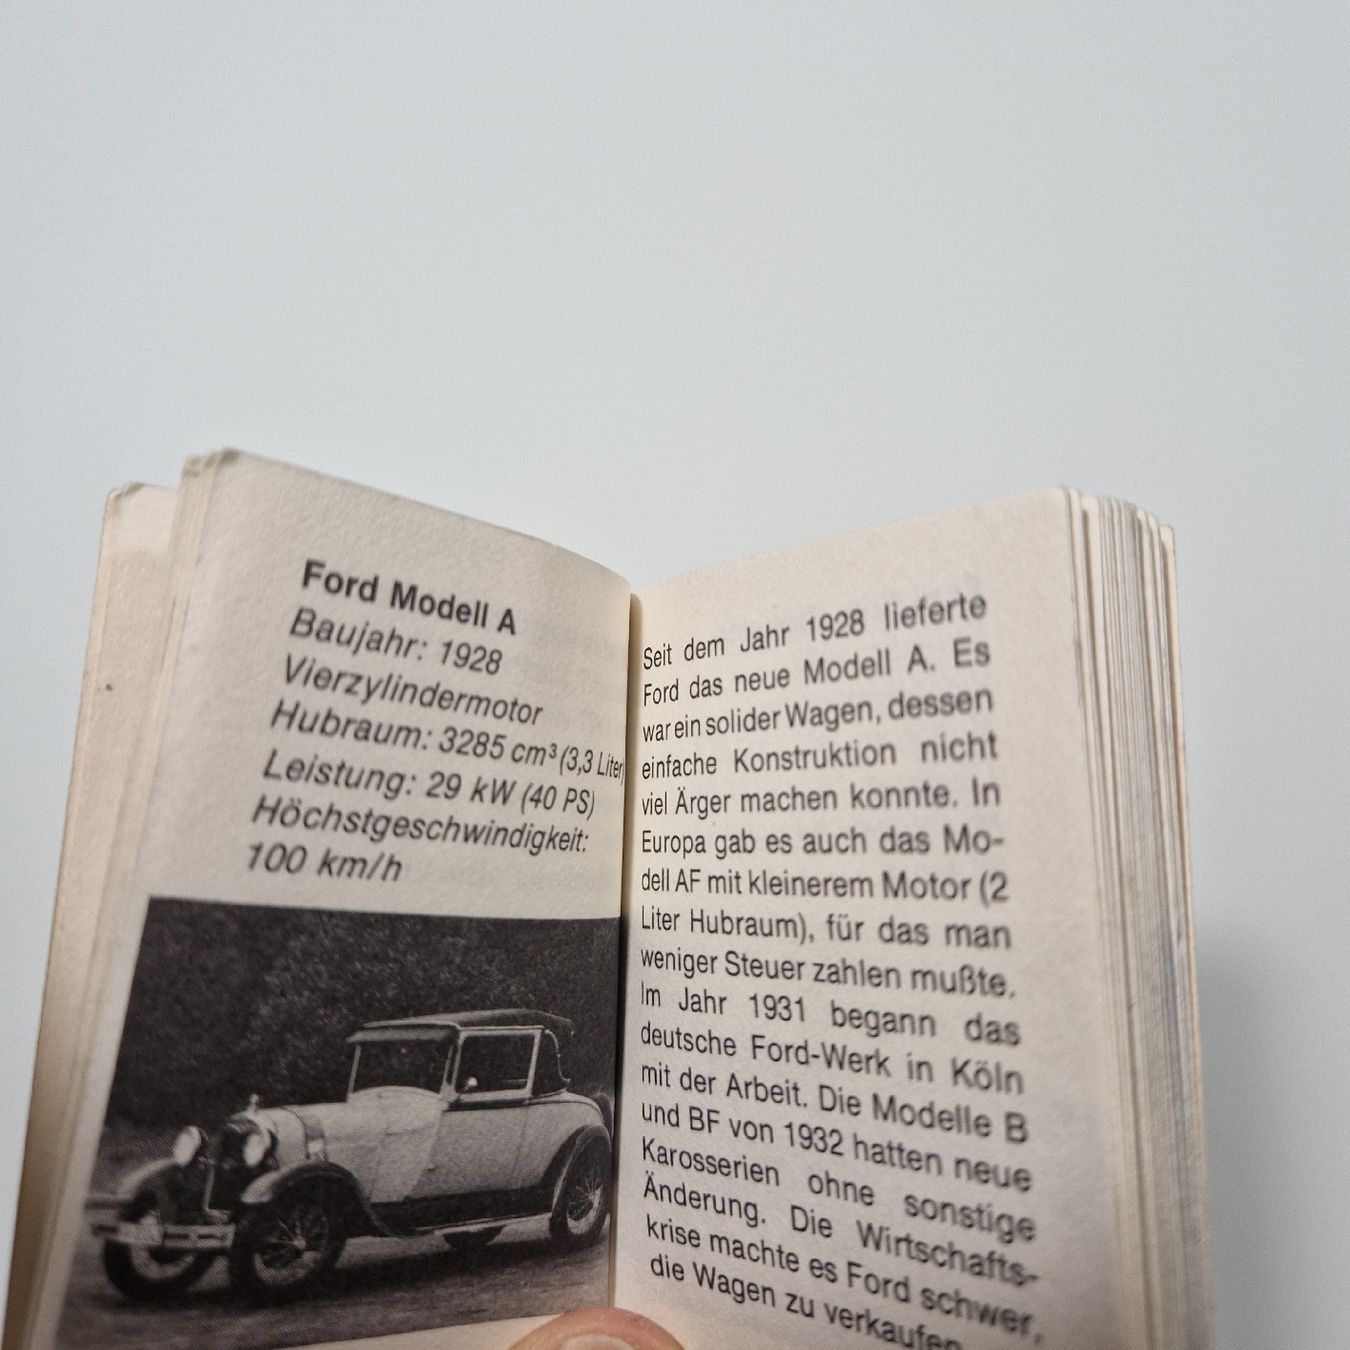 Ford Modell A
Baujahr: 1928
Vierzylindermotor
Hubraum: 3285 cm³ (3,3 Liter)
Leistung: 29 kW (40 PS)
Höchstgeschwindigkeit:
100 km/h
Seit dem Jahr 1928 lieferte
Ford das neue Modell A. Es
war ein solider Wagen, dessen
einfache Konstruktion nicht
viel Ärger machen konnte. In
Europa gab es auch das Mo-
dell AF mit kleinerem Motor (2
Liter Hubraum), für das man
weniger Steuer zahlen mußte.
Im Jahr 1931 begann das
deutsche Ford-Werk in Köln
mit der Arbeit. Die Modelle B
und BF von 1932 hatten neue
Karosserien ohne sonstige
Änderung. Die Wirtschafts-
krise machte es Ford schwer,
die Wagen zu verkaufen